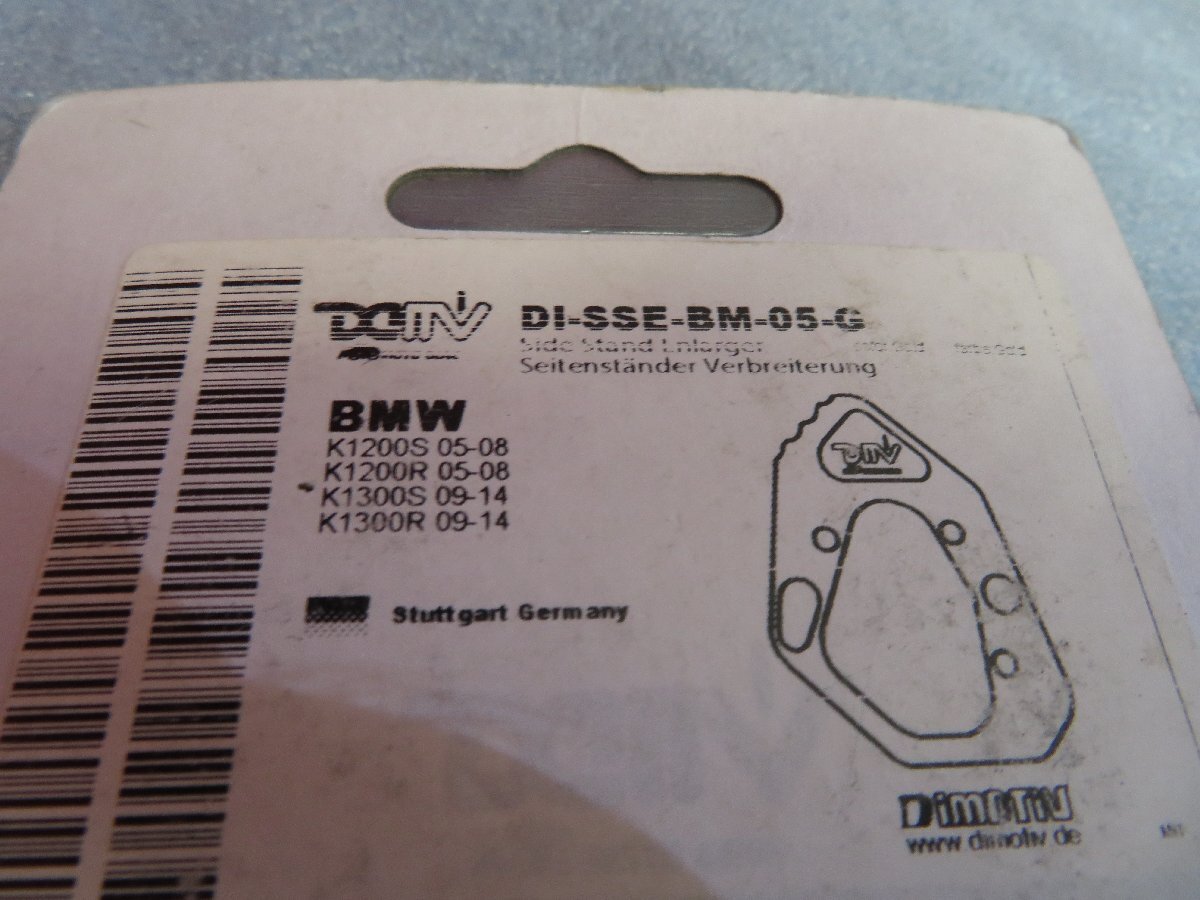 DI-SSE-BM-05-G
Side Stand Enlarger
Seitenständer Verbreiterung
BMW
K1200S 05-08
K1200R 05-08
K1300S 09-14
K1300R 09-14
Stuttgart Germany
DiMOTiV
www.dimotiv.de